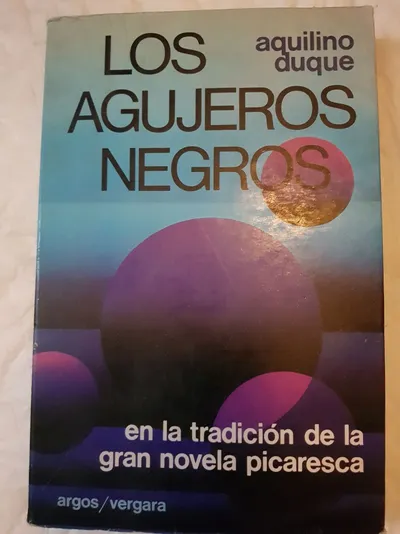 LOS
aquilino
duque
AGUJEROS
NEGROS
en la tradición de la
gran novela picaresca
argos/vergara